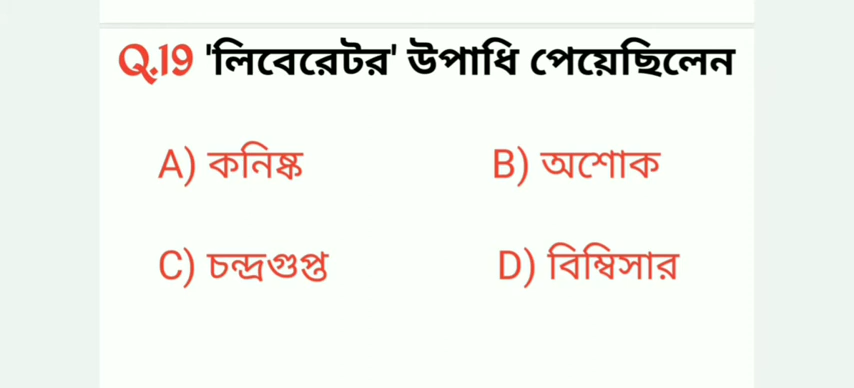 Q.19 'লিবেরেটর' উপাধি পেয়েছিলেন
A) কনিষ্ক B) অশোক
C) চন্দ্রগুপ্ত D) বিম্বিসার